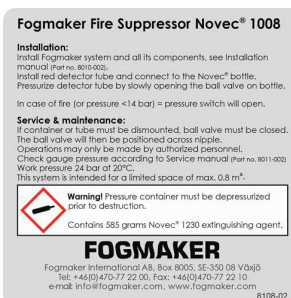 Fogmaker Fire Suppressor Novec® 1008
Installation:
Install Fogmaker system and all its components, see Installation
manual (Part no. 8010-002).
Install red detector tube and connect to the Novec® bottle.
Pressurize detector tube by slowly opening the ball valve on bottle.
In case of fire (or pressure <14 bar) = pressure switch will open.
Service & maintenance:
If container or tube must be dismounted, ball valve must be closed.
The ball valve will then be positioned across nipple.
Operations may only be made by authorized personnel.
Check gauge pressure according to Service manual (Part no. 8011-002)
Work pressure 24 bar at 20°C.
This system is intended for a limited space of max. 0.8 m³.
Warning! Pressure container must be depressurized
prior to destruction.
Contains 585 grams Novec® 1230 extinguishing agent.
FOGMAKER
Fogmaker International AB, Box 8005, SE-350 08 Växjö
Tel: +46(0)470-77 22 00, Fax: +46(0)470-77 22 10
e-mail: info@fogmaker.com, www.fogmaker.com
8108-02